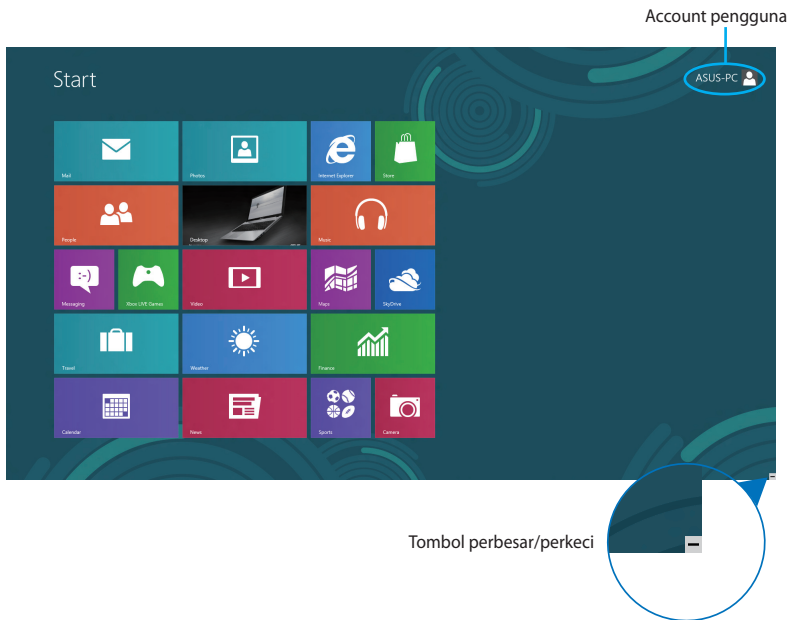 Account pengguna
Start
ASUS-PC
Mail
Photos
Internet Explorer
Store
People
Desktop
Music
Messaging
Xbox LIVE Games
Video
Maps
SkyDrive
Travel
Weather
Finance
Calendar
News
Sports
Camera
Tombol perbesar/perkeci